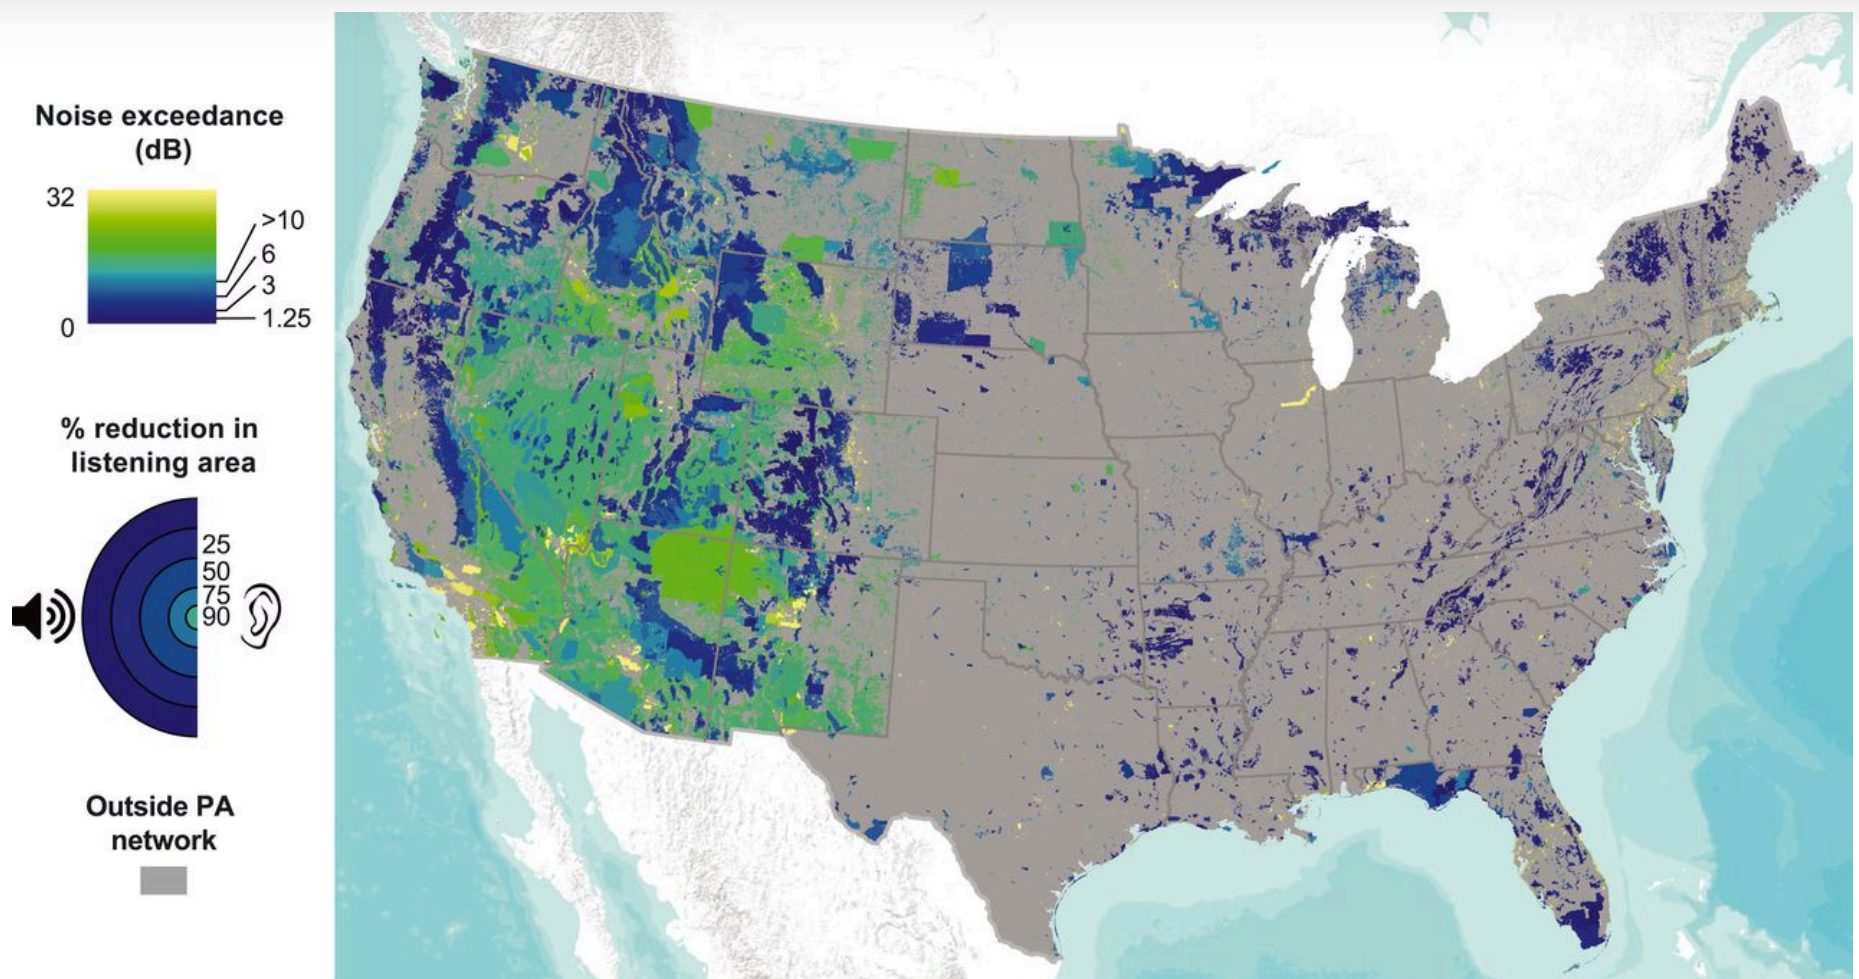 Noise exceedance
(dB)
32
>10
6
3
1.25
0
% reduction in
listening area
25
50
75
90
Outside PA
network